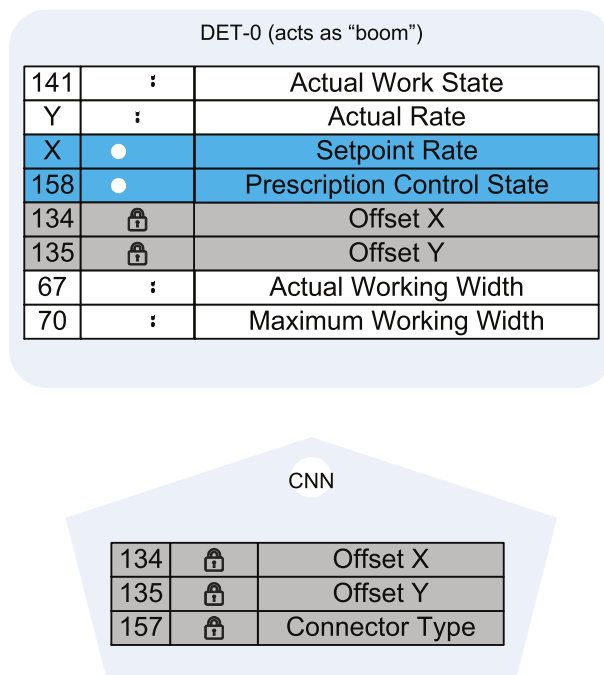 DET-0 (acts as “boom”)
141 Actual Work State
Y Actual Rate
X Setpoint Rate
158 Prescription Control State
134 Offset X
135 Offset Y
67 Actual Working Width
70 Maximum Working Width
CNN
134 Offset X
135 Offset Y
157 Connector Type